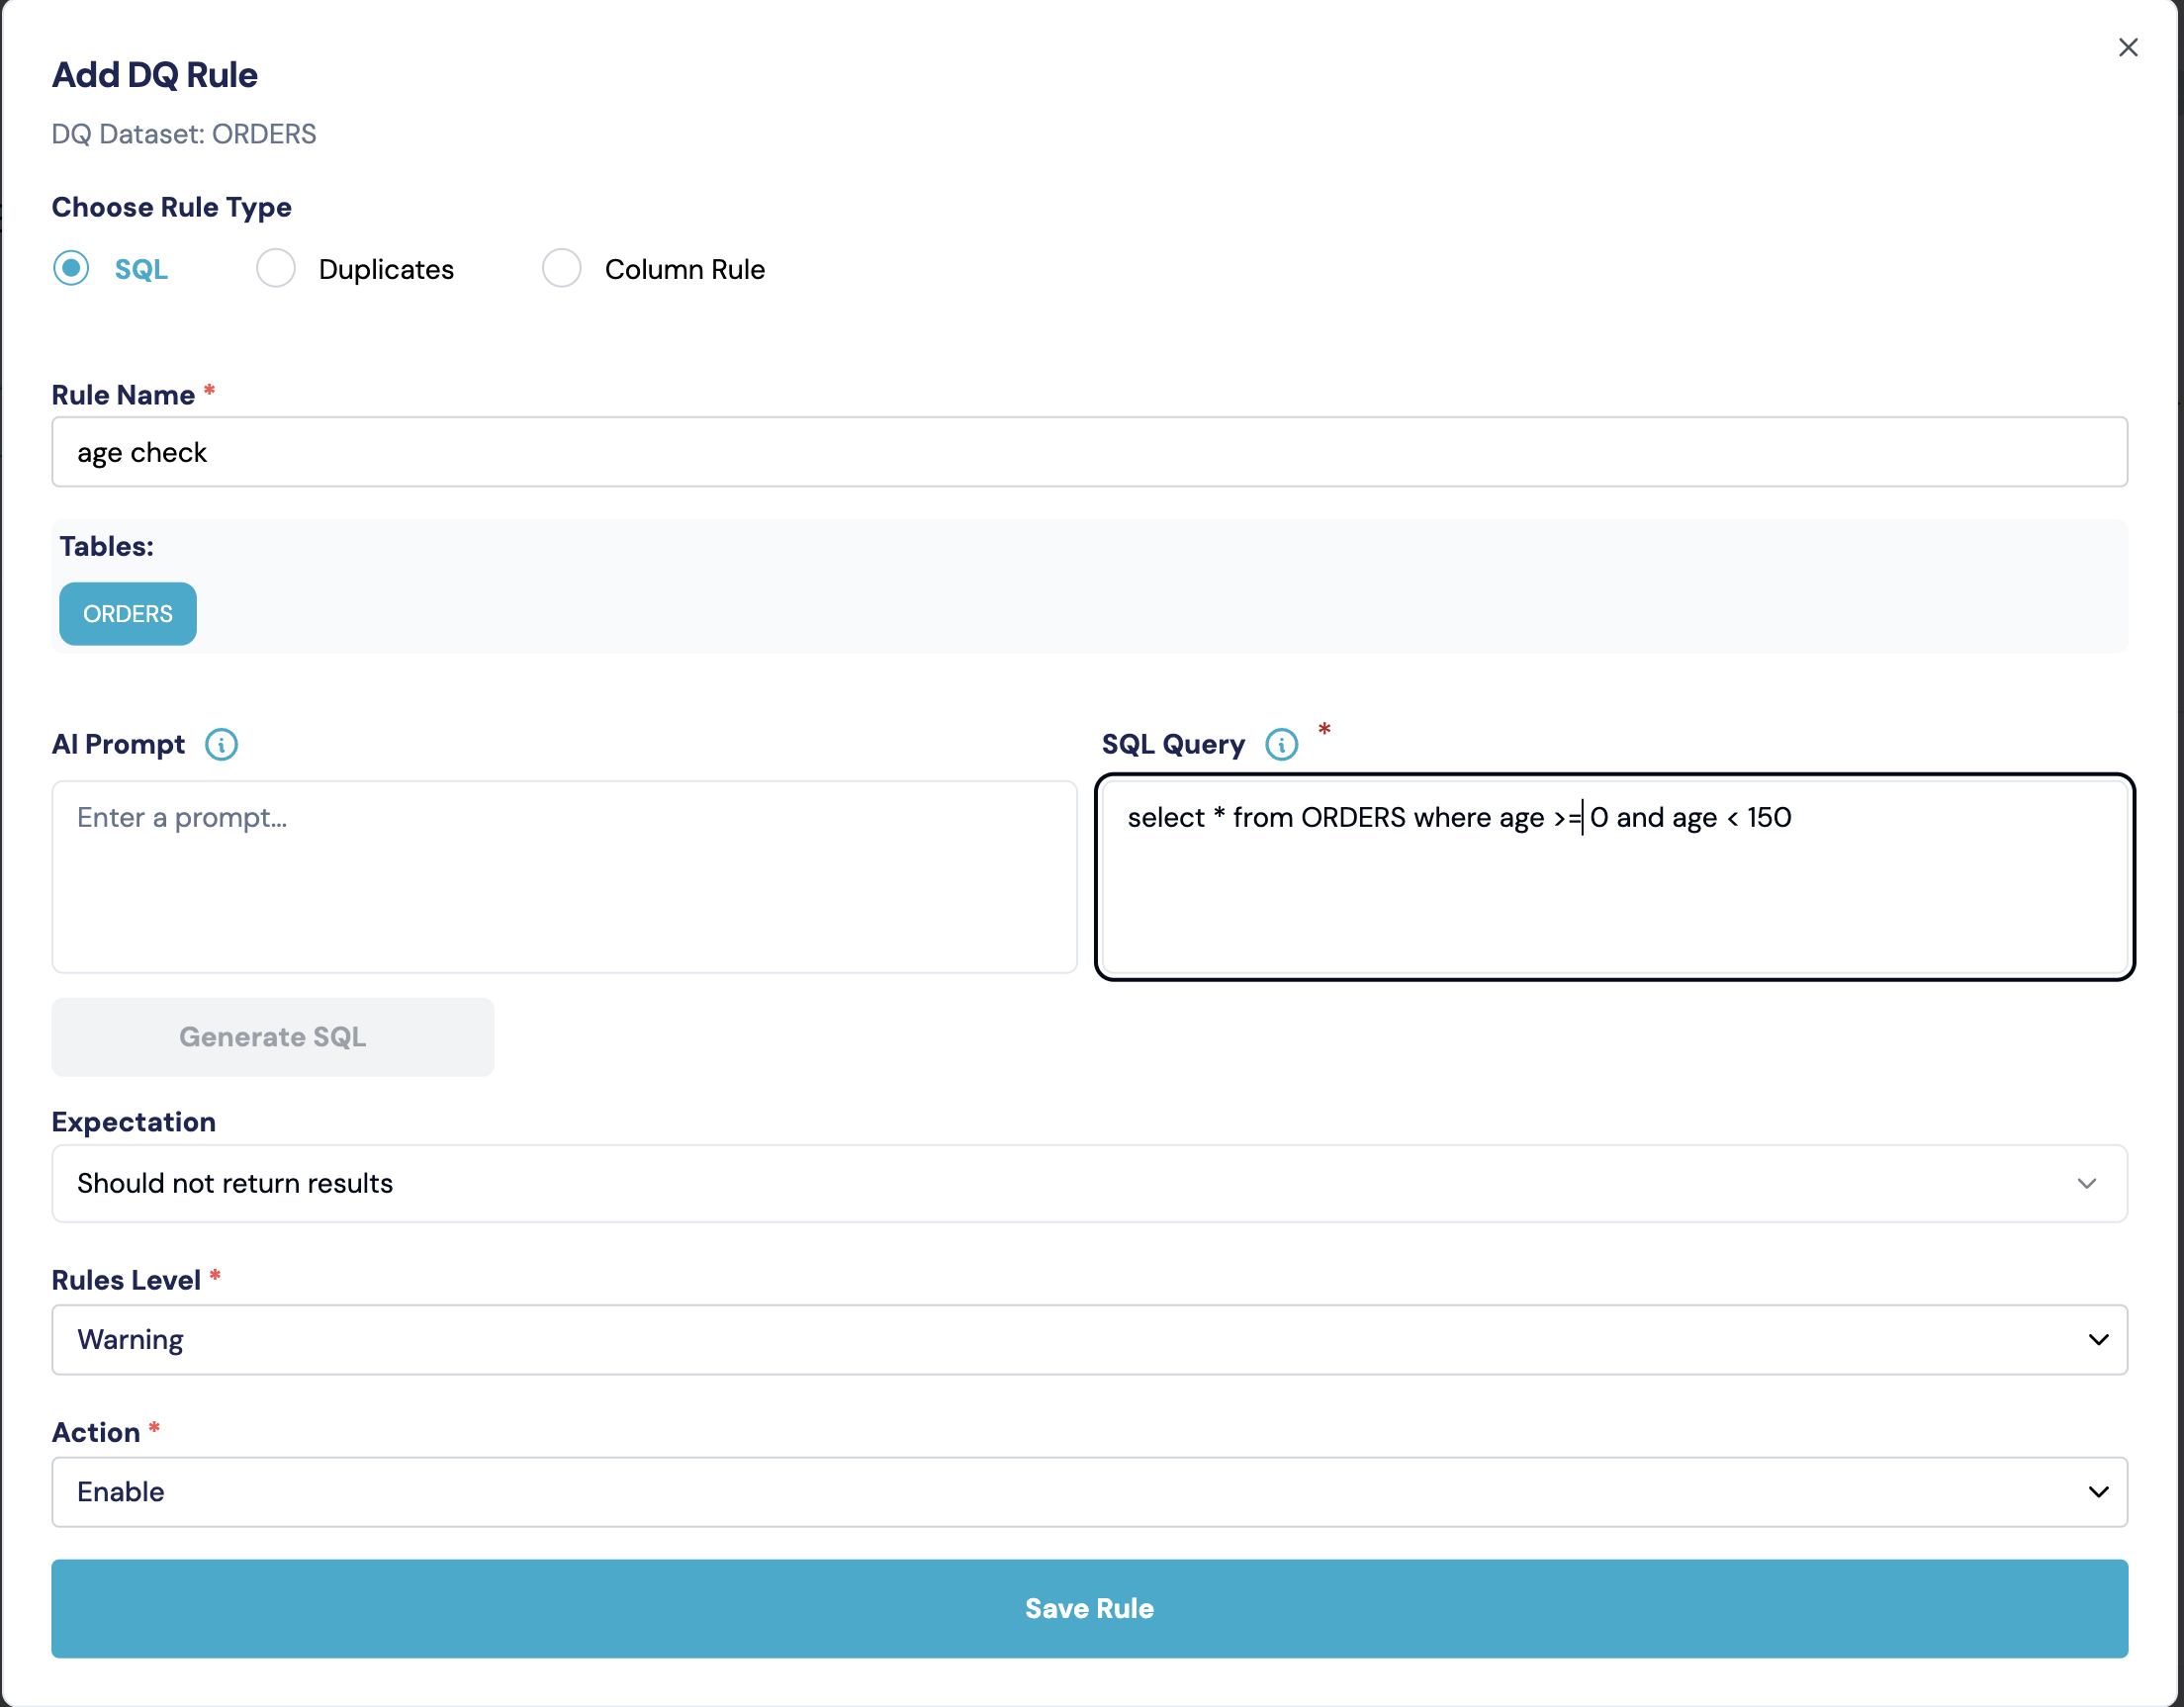 Add DQ Rule
DQ Dataset: ORDERS
Choose Rule Type
SQL Duplicates Column Rule
Rule Name *
age check
Tables:
ORDERS
AI Prompt SQL Query *
Enter a prompt... select * from ORDERS where age >= 0 and age < 150
Generate SQL
Expectation
Should not return results
Rules Level *
Warning
Action *
Enable
Save Rule